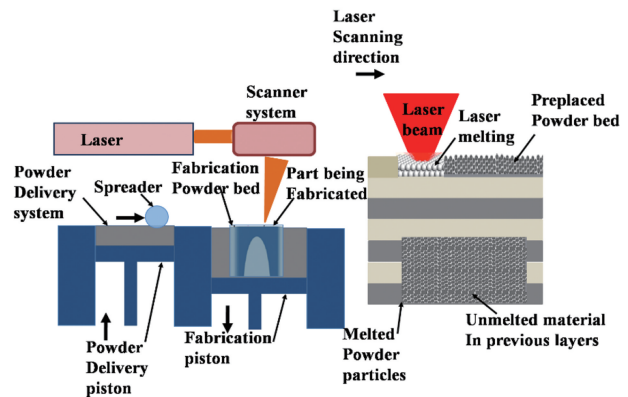 Laser
Scanning
direction
Scanner
system
Laser
Laser
beam
Laser
melting
Preplaced
Powder bed
Powder
Delivery
system
Spreader
Fabrication
Powder bed
Part being
Fabricated
Powder
Delivery
piston
Fabrication
piston
Melted
Powder
particles
Unmelted material
In previous layers